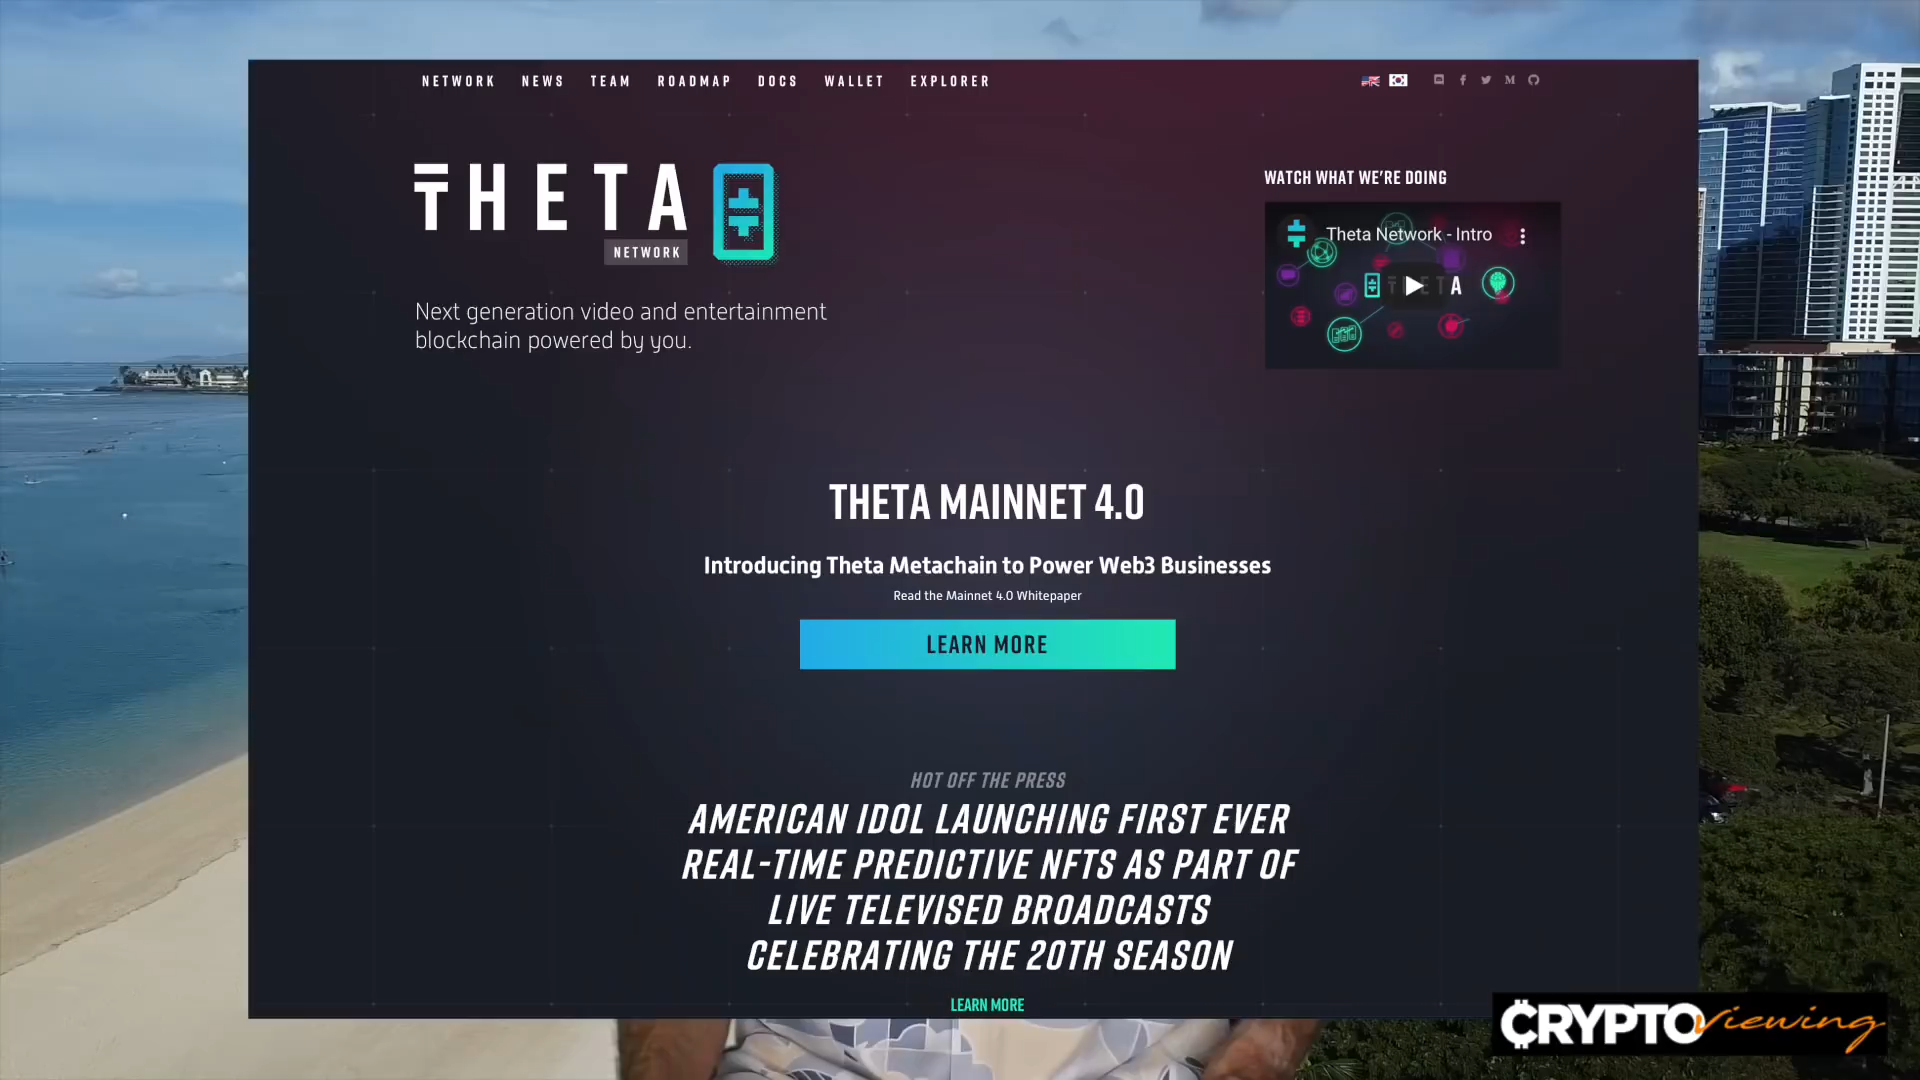 NETWORK NEWS TEAM ROADMAP DOCS WALLET EXPLORER
THETA
NETWORK
Next generation video and entertainment
blockchain powered by you.
WATCH WHAT WE'RE DOING
Theta Network - Intro
THETA
THETA MAINNET 4.0
Introducing Theta Metachain to Power Web3 Businesses
Read the Mainnet 4.0 Whitepaper
LEARN MORE
HOT OFF THE PRESS
AMERICAN IDOL LAUNCHING FIRST EVER
REAL-TIME PREDICTIVE NFTS AS PART OF
LIVE TELEVISED BROADCASTS
CELEBRATING THE 20TH SEASON
LEARN MORE
CRYPTOViewing